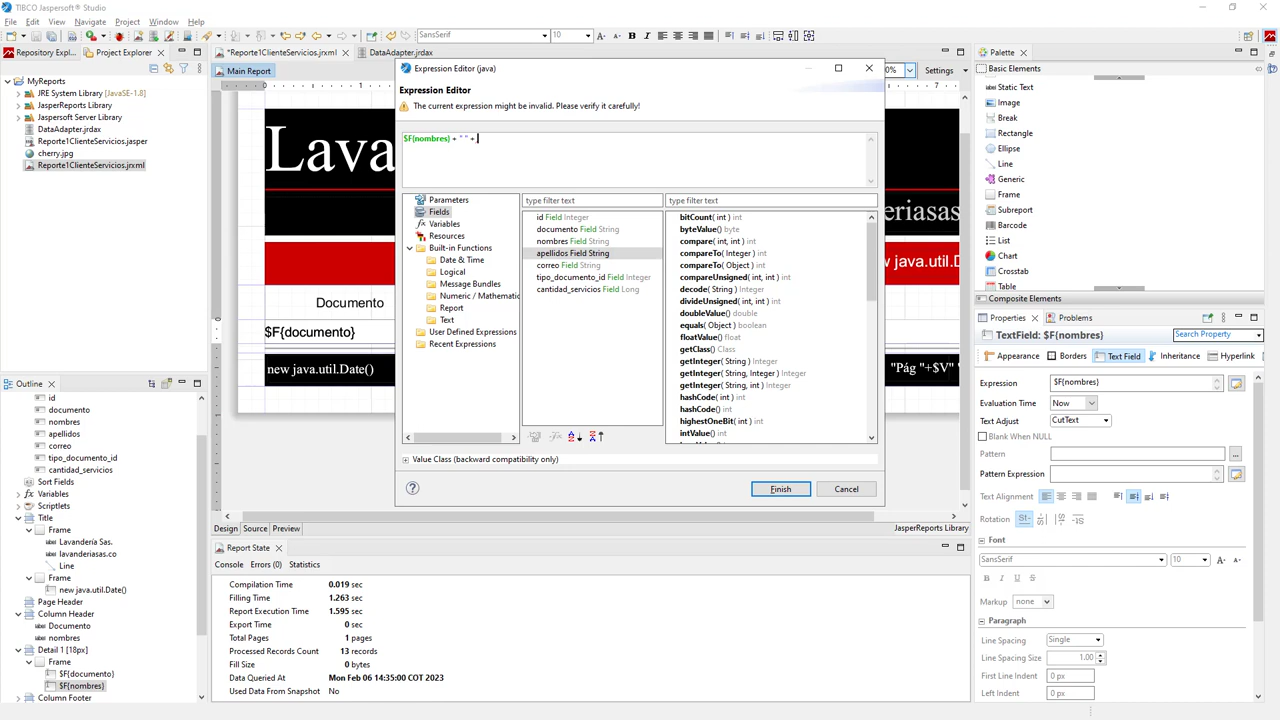 TIBCO Jaspersoft® Studio
File Edit View Navigate Project Window Help
SansSerif 10
Repository Expl... Project Explorer
*Reporte1ClienteServicios.jrxml DataAdapter.jrdax
MyReports
JRE System Library [JavaSE-1.8]
JasperReports Library
Jaspersoft Server Library
DataAdapter.jrdax
Reporte1ClienteServicios.jasper
cherry.jpg
Reporte1ClienteServicios.jrxml
Outline
id
documento
nombres
apellidos
correo
tipo_documento_id
cantidad_servicios
Sort Fields
Variables
Scriptlets
Title
Frame
Lavandería Sas.
lavanderiasas.co
Line
Frame
new java.util.Date()
Page Header
Column Header
Documento
nombres
Detail 1 [18px]
Frame
$F{documento}
$F{nombres}
Column Footer
Main Report
0%
Settings
Lava
eriasas
w java.util.D
Documento
$F{documento}
new java.util.Date()
"Pág "+$V"
Design Source Preview
JasperReports Library
Expression Editor (java)
Expression Editor
The current expression might be invalid. Please verify it carefully!
$F{nombres} + " " +
Parameters
Fields
Variables
Resources
Built-in Functions
Date & Time
Logical
Message Bundles
Numeric / Mathematic
Report
Text
User Defined Expressions
Recent Expressions
type filter text
id Field Integer
documento Field String
nombres Field String
apellidos Field String
correo Field String
tipo_documento_id Field Integer
cantidad_servicios Field Long
type filter text
bitCount( int ) int
byteValue() byte
compare( int, int ) int
compareTo( Integer ) int
compareTo( Object ) int
compareUnsigned( int, int ) int
decode( String ) Integer
divideUnsigned( int, int ) int
doubleValue() double
equals( Object ) boolean
floatValue() float
getClass() Class
getInteger( String ) Integer
getInteger( String, Integer ) Integer
getInteger( String, int ) Integer
hashCode( int ) int
hashCode() int
highestOneBit( int ) int
intValue() int
Value Class (backward compatibility only)
Finish Cancel
Report State
Console Errors (0) Statistics
Compilation Time 0.019 sec
Filling Time 1.263 sec
Report Execution Time 1.595 sec
Export Time 0 sec
Total Pages 1 pages
Processed Records Count 13 records
Fill Size 0 bytes
Data Queried At Mon Feb 06 14:35:00 COT 2023
Used Data From Snapshot No
Palette
Basic Elements
Static Text
Image
Break
Rectangle
Ellipse
Line
Generic
Frame
Subreport
Barcode
List
Chart
Crosstab
Table
Composite Elements
Properties Problems
TextField: $F{nombres}
Search Property
Appearance Borders Text Field Inheritance Hyperlink
Expression $F{nombres}
Evaluation Time Now
Text Adjust CutText
Blank When NULL
Pattern ...
Pattern Expression
Text Alignment
Rotation
Font
SansSerif 10
B I U S
Markup none
Paragraph
Line Spacing Single
Line Spacing Size 1.00
First Line Indent 0 px
Left Indent 0 px